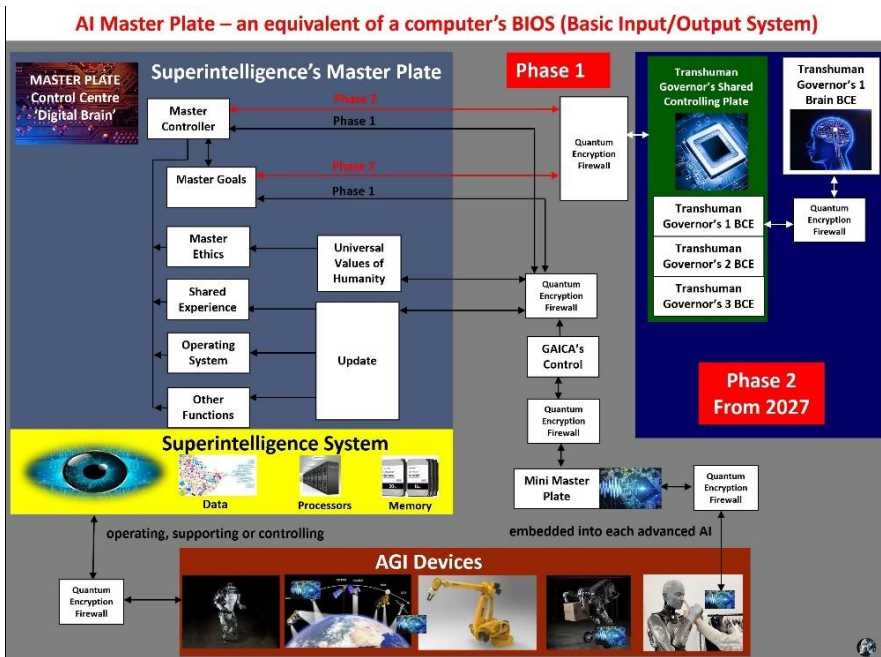 AI Master Plate – an equivalent of a computer's BIOS (Basic Input/Output System)
MASTER PLATE
Control Centre
'Digital Brain'
Superintelligence's Master Plate
Master
Controller
Phase 2
Phase 1
Master Goals
Phase 2
Phase 1
Master
Ethics
Universal
Values of
Humanity
Shared
Experience
Operating
System
Update
Other
Functions
Superintelligence System
Data
Processors
Memory
Phase 1
Quantum
Encryption
Firewall
Quantum
Encryption
Firewall
GAICA's
Control
Quantum
Encryption
Firewall
Mini Master
Plate
Quantum
Encryption
Firewall
Transhuman
Governor's Shared
Controlling Plate
Transhuman
Governor's 1 BCE
Transhuman
Governor's 2 BCE
Transhuman
Governor's 3 BCE
Transhuman
Governor's 1
Brain BCE
Quantum
Encryption
Firewall
Phase 2
From 2027
operating, supporting or controlling
embedded into each advanced AI
Quantum
Encryption
Firewall
AGI Devices